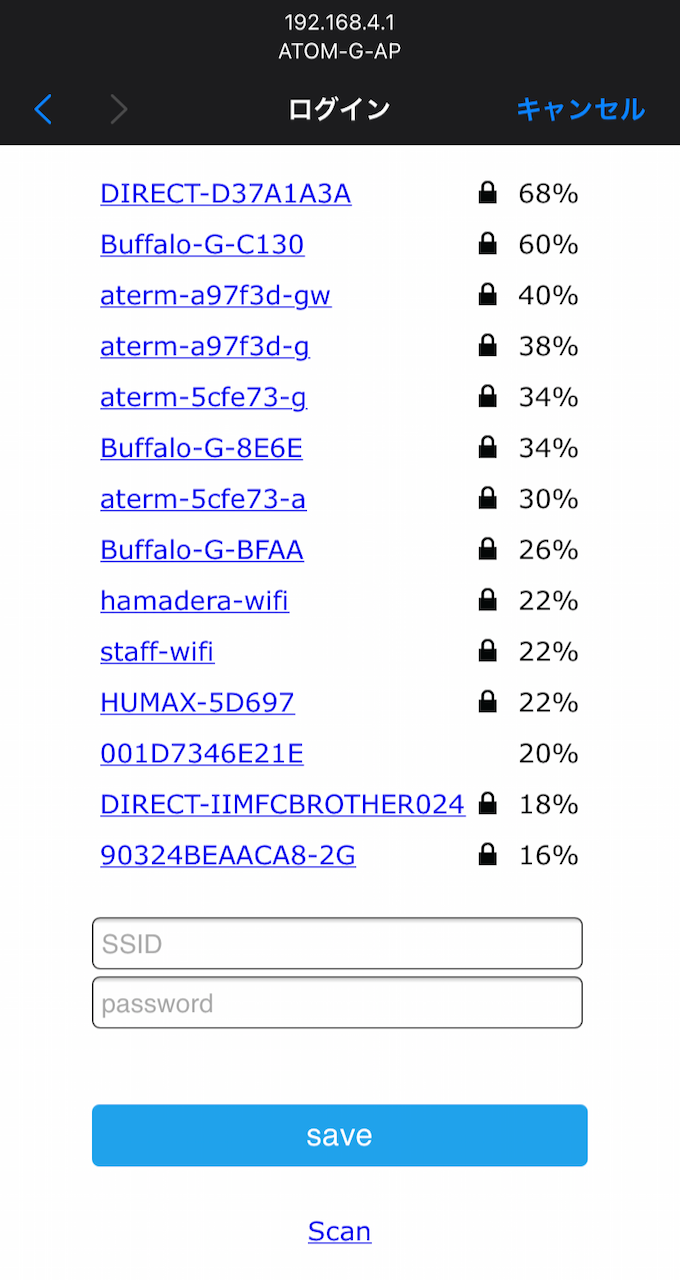 192.168.4.1
ATOM-G-AP
ログイン キャンセル
DIRECT-D37A1A3A 68%
Buffalo-G-C130 60%
aterm-a97f3d-gw 40%
aterm-a97f3d-g 38%
aterm-5cfe73-g 34%
Buffalo-G-8E6E 34%
aterm-5cfe73-a 30%
Buffalo-G-BFAA 26%
hamadera-wifi 22%
staff-wifi 22%
HUMAX-5D697 22%
001D7346E21E 20%
DIRECT-IIMFCBROTHER024 18%
90324BEAACA8-2G 16%
SSID
password
save
Scan